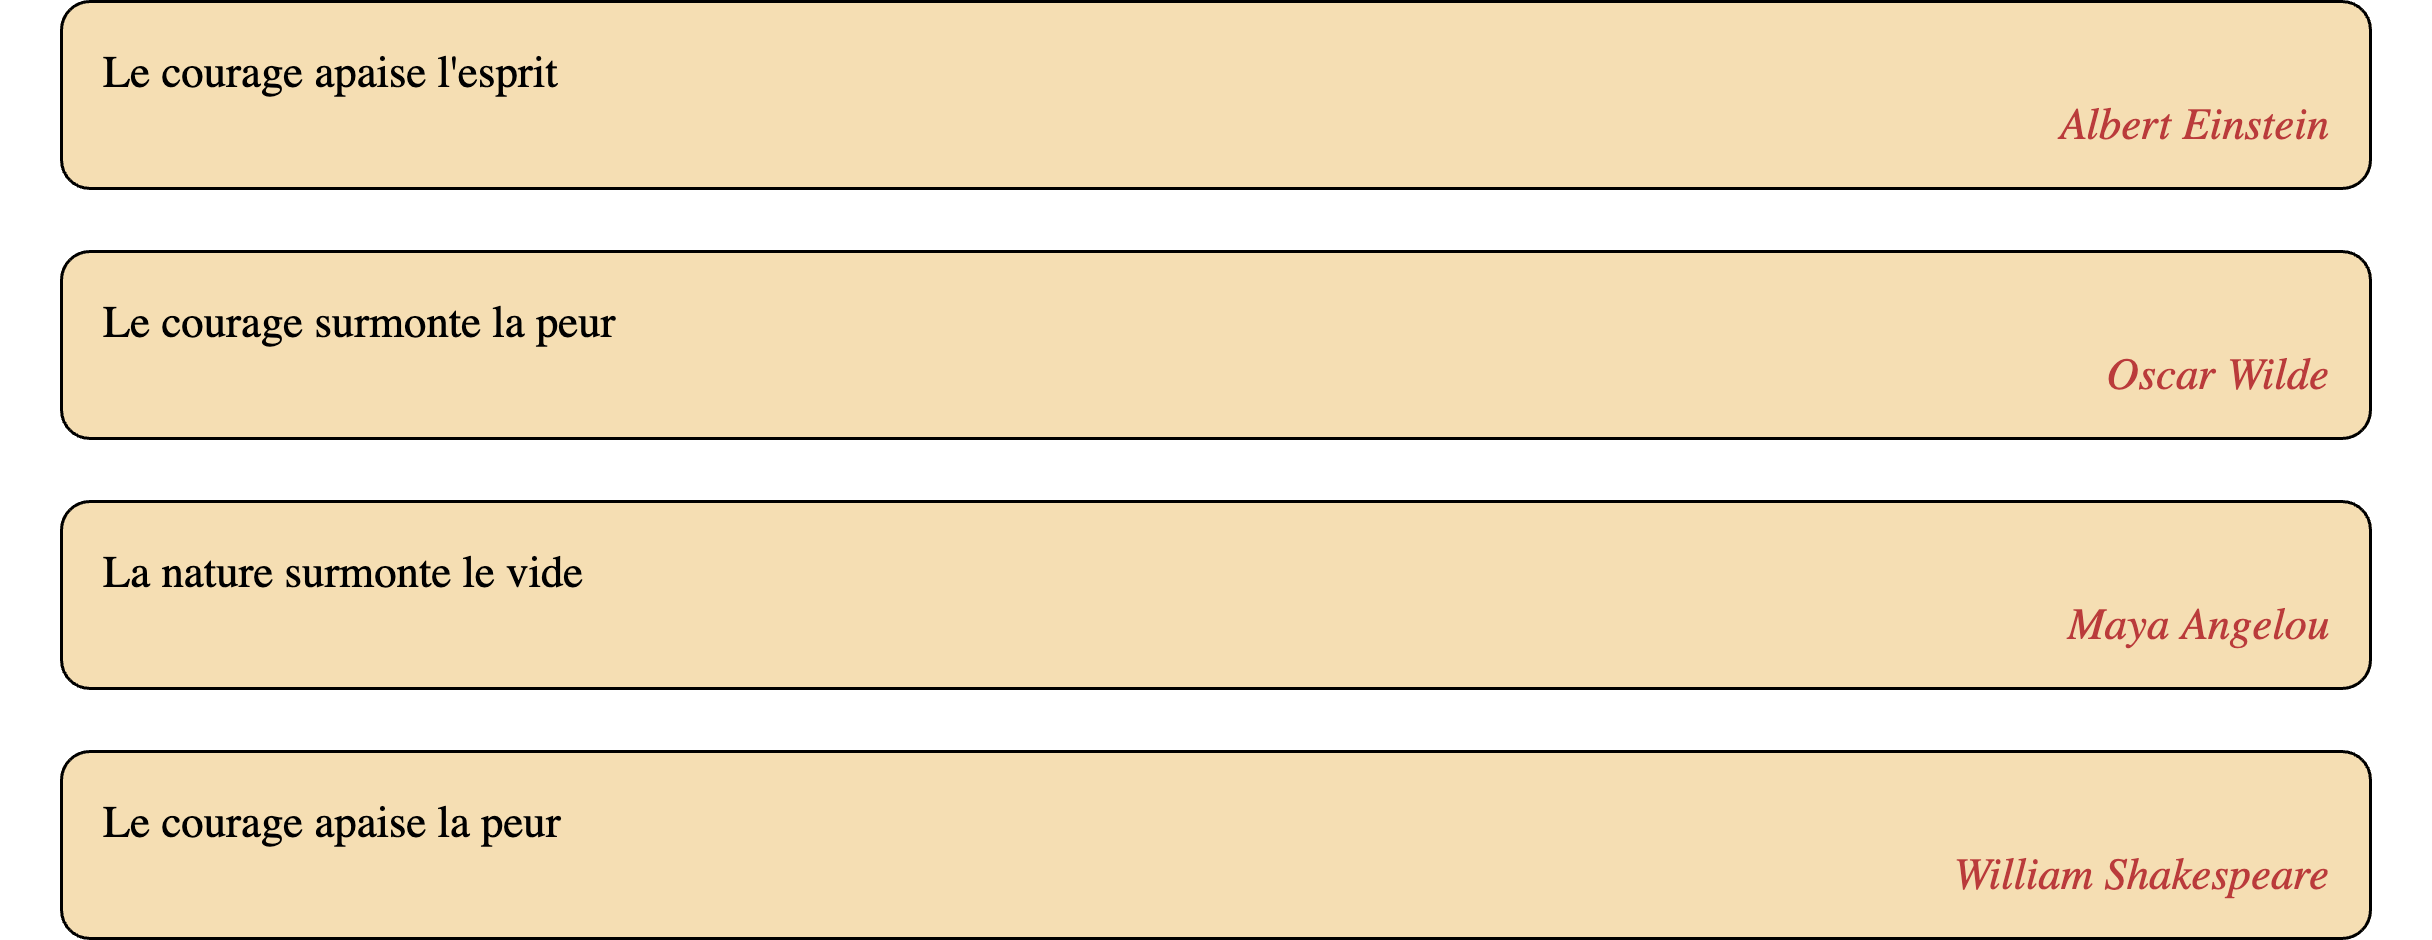 Le courage apaise l'esprit
Albert Einstein
Le courage surmonte la peur
Oscar Wilde
La nature surmonte le vide
Maya Angelou
Le courage apaise la peur
William Shakespeare